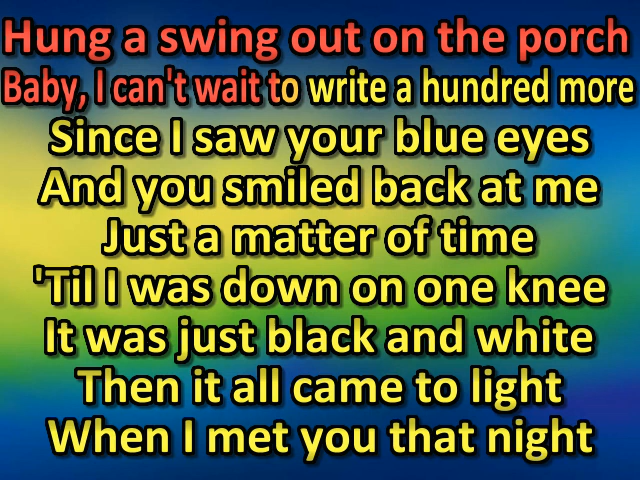 Hung a swing out on the porch
Baby, I can't wait to write a hundred more
Since I saw your blue eyes
And you smiled back at me
Just a matter of time
'Til I was down on one knee
It was just black and white
Then it all came to light
When I met you that night